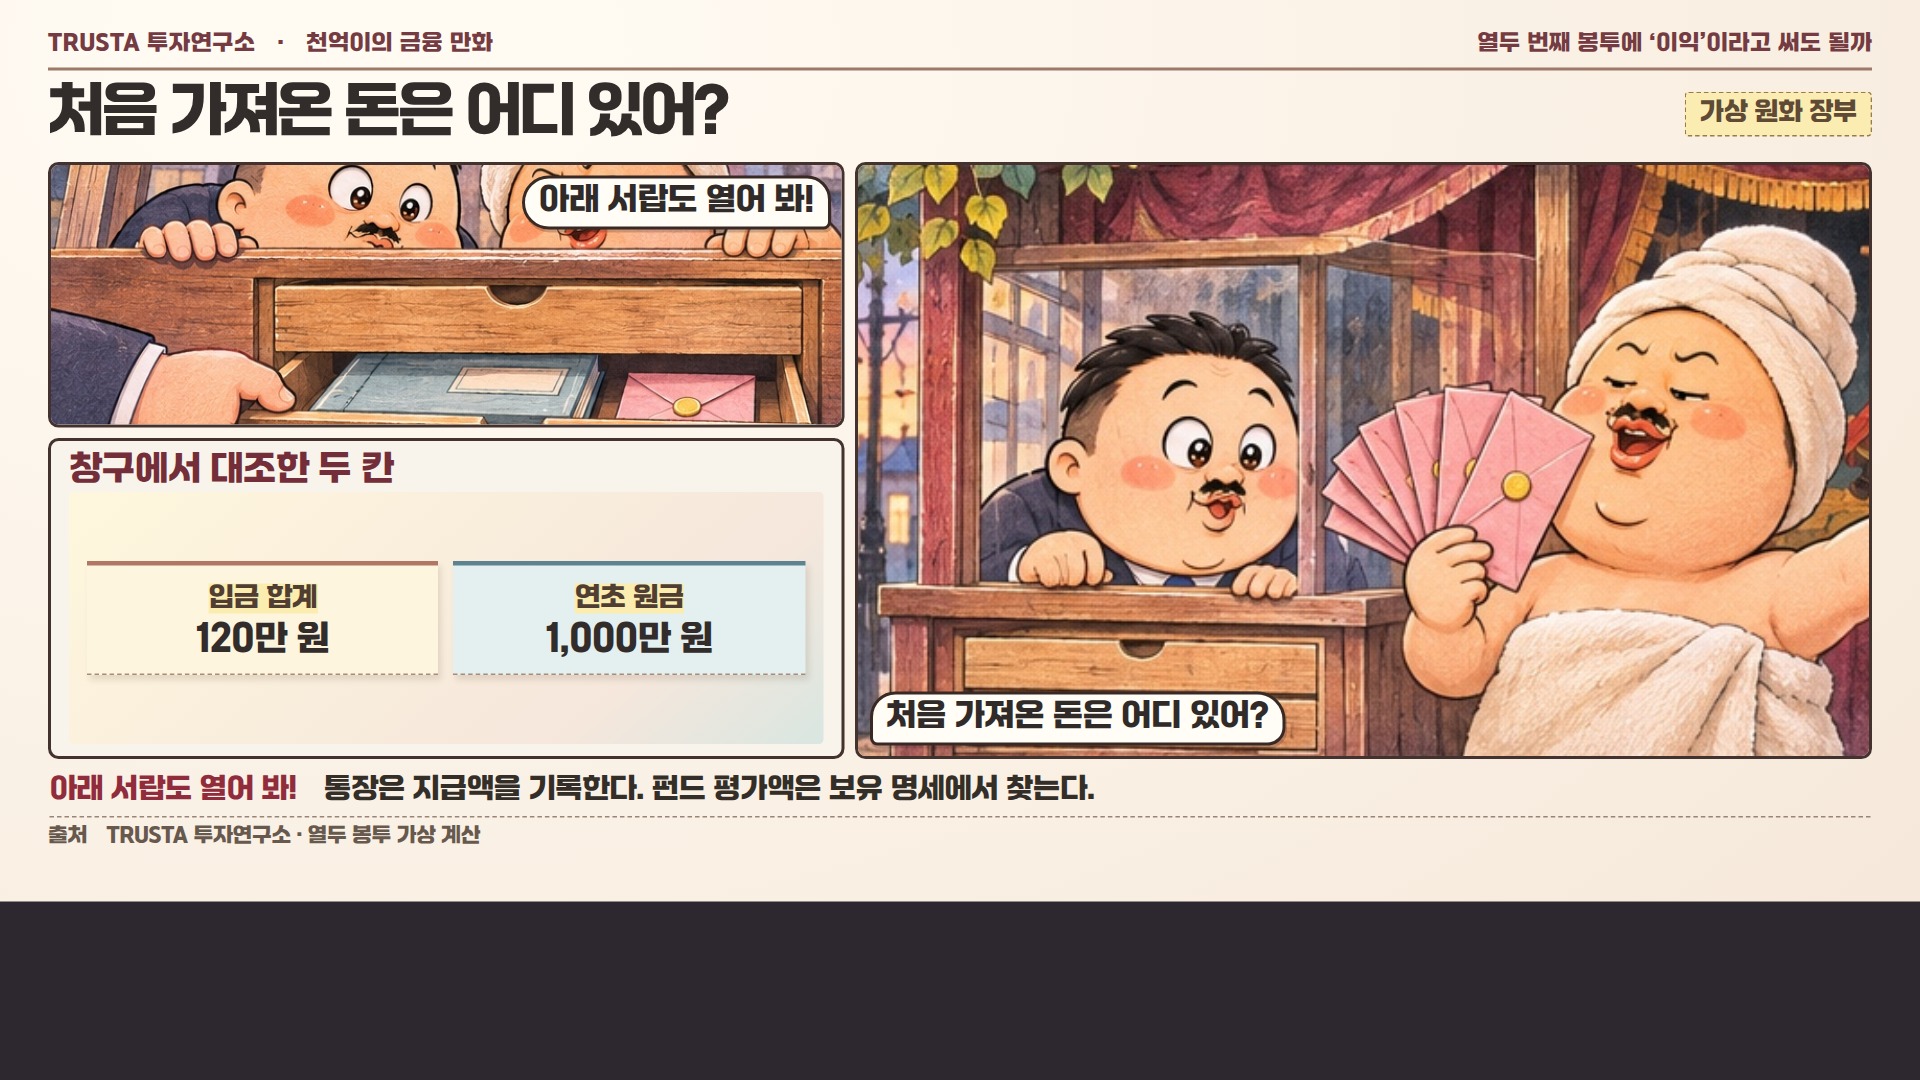 TRUSTA 투자연구소 · 천억이의 금융 만화
열두 번째 봉투에 ‘이익’이라고 써도 될까
처음 가져온 돈은 어디 있어?
가상 원화 장부
아래 서랍도 열어 봐!
창구에서 대조한 두 칸
입금 합계
120만 원
연초 원금
1,000만 원
처음 가져온 돈은 어디 있어?
아래 서랍도 열어 봐! 통장은 지급액을 기록한다. 펀드 평가액은 보유 명세에서 찾는다.
출처 TRUSTA 투자연구소 · 열두 봉투 가상 계산